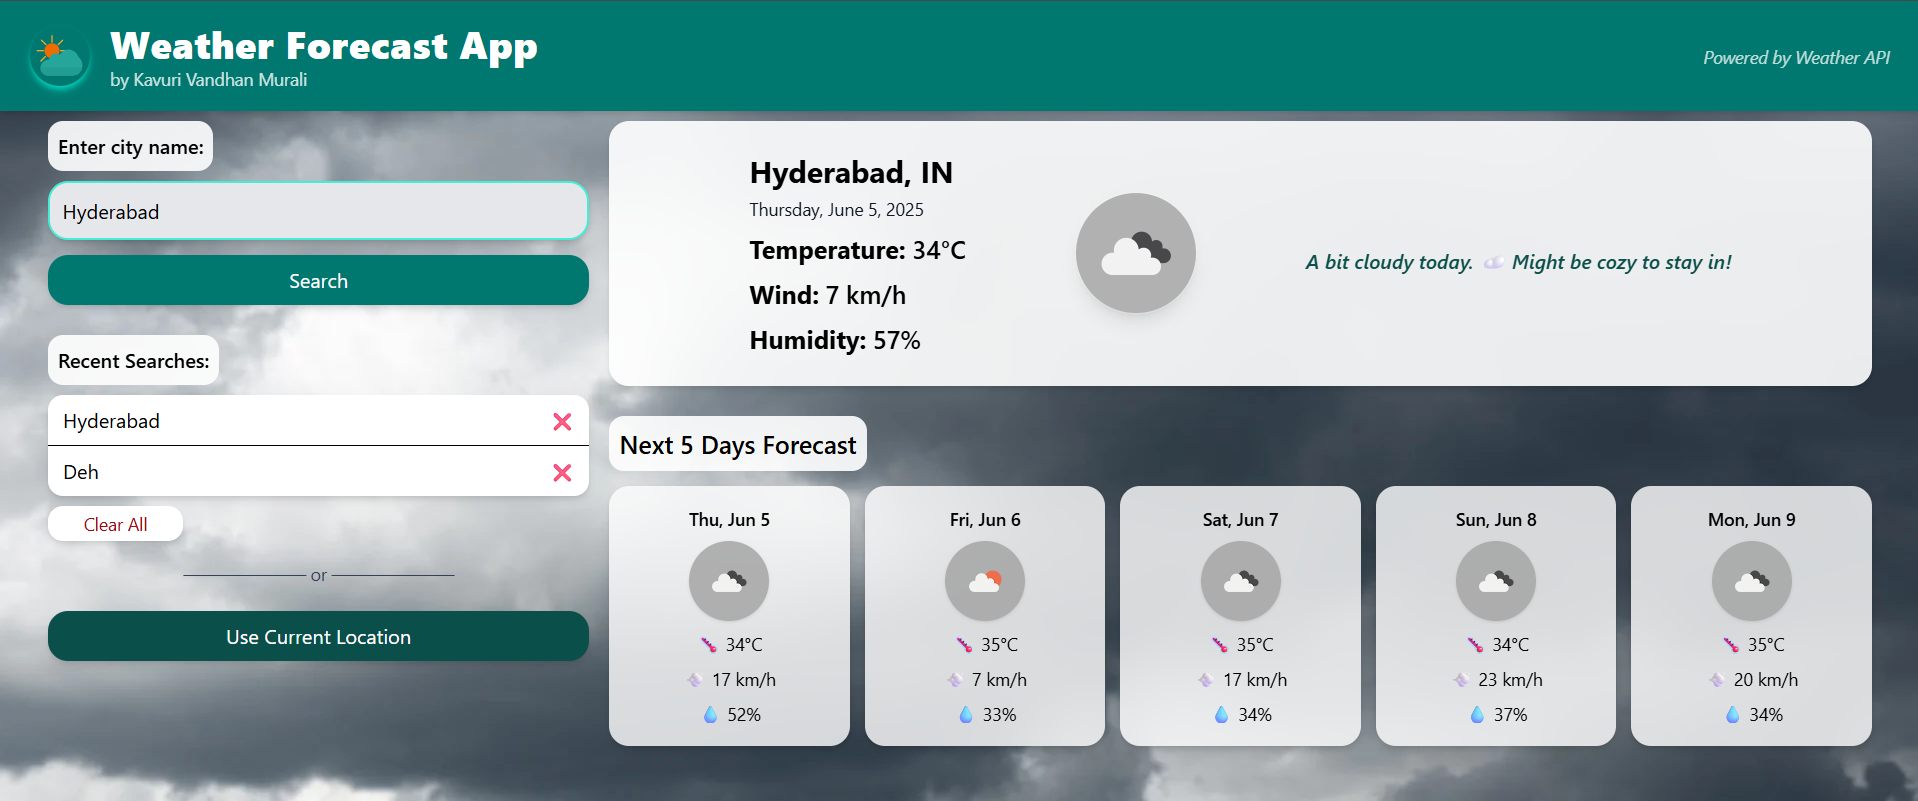 Weather Forecast App
by Kavuri Vandhan Murali
Powered by Weather API
Enter city name:
Hyderabad
Search
Recent Searches:
Hyderabad
Deh
Clear All
or
Use Current Location
Hyderabad, IN
Thursday, June 5, 2025
Temperature: 34°C
Wind: 7 km/h
Humidity: 57%
A bit cloudy today. ☁️ Might be cozy to stay in!
Next 5 Days Forecast
Thu, Jun 5
34°C
17 km/h
52%
Fri, Jun 6
35°C
7 km/h
33%
Sat, Jun 7
35°C
17 km/h
34%
Sun, Jun 8
34°C
23 km/h
37%
Mon, Jun 9
35°C
20 km/h
34%